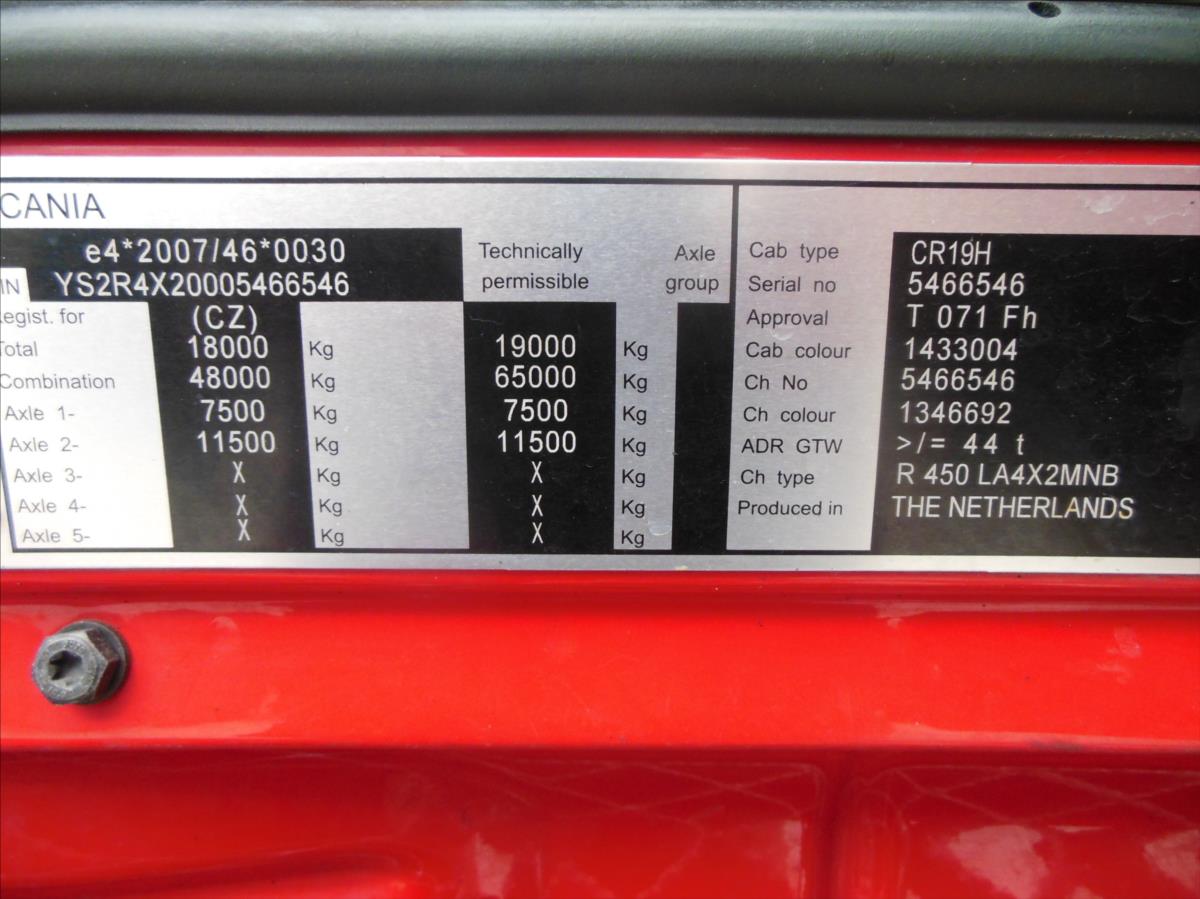 CANIA
e4*2007/46*0030 Technically Axle Cab type CR19H
IN YS2R4X20005466546 permissible group Serial no 5466546
Regist. for (CZ) Approval T 071 Fh
Total 18000 Kg 19000 Kg Cab colour 1433004
Combination 48000 Kg 65000 Kg Ch No 5466546
Axle 1- 7500 Kg 7500 Kg Ch colour 1346692
Axle 2- 11500 Kg 11500 Kg ADR GTW >/= 44 t
Axle 3- X Kg X Kg Ch type R 450 LA4X2MNB
Axle 4- X Kg X Kg Produced in THE NETHERLANDS
Axle 5- X Kg X Kg